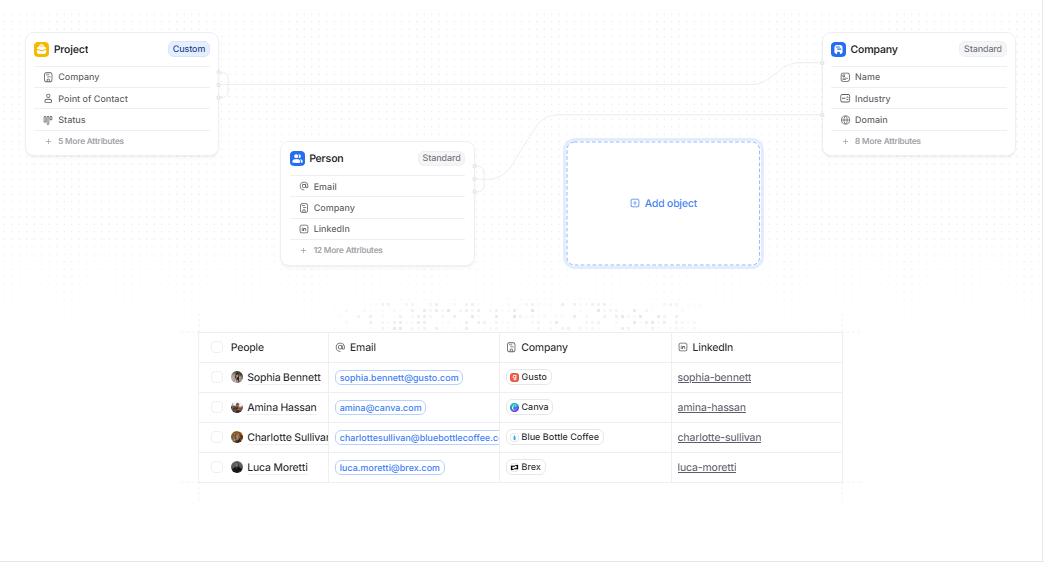 Project Custom
Company
Point of Contact
Status
5 More Attributes
Company Standard
Name
Industry
Domain
8 More Attributes
Person Standard
Email
Company
LinkedIn
12 More Attributes
Add object
People Email Company LinkedIn
Sophia Bennett sophia.bennett@gusto.com Gusto sophia-bennett
Amina Hassan amina@canva.com Canva amina-hassan
Charlotte Sullivan charlottesullivan@bluebottlecoffee.c Blue Bottle Coffee charlotte-sullivan
Luca Moretti luca.moretti@brex.com Brex luca-moretti